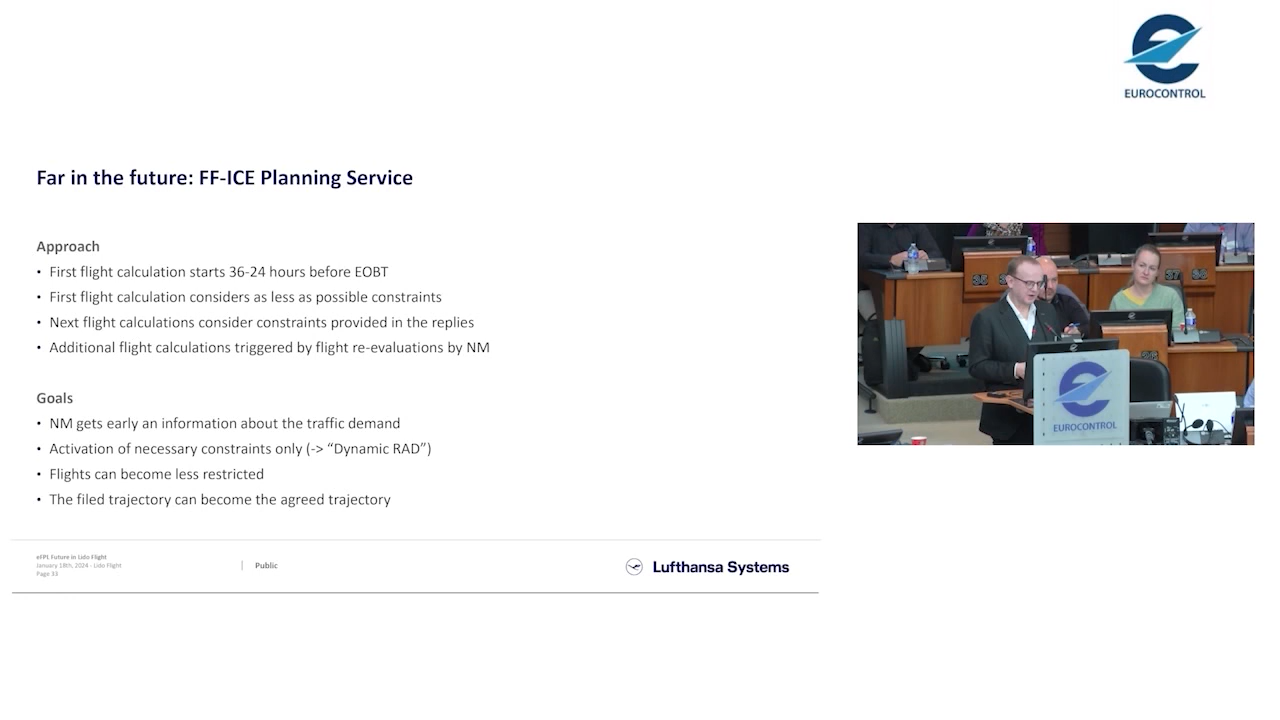 EUROCONTROL
Far in the future: FF-ICE Planning Service
Approach
• First flight calculation starts 36-24 hours before EOBT
• First flight calculation considers as less as possible constraints
• Next flight calculations consider constraints provided in the replies
• Additional flight calculations triggered by flight re-evaluations by NM
Goals
• NM gets early an information about the traffic demand
• Activation of necessary constraints only (-> “Dynamic RAD”)
• Flights can become less restricted
• The filed trajectory can become the agreed trajectory
eFPL Future in Lido Flight
January 18th, 2024 - Lido Flight
Page 33
Public
Lufthansa Systems
EUROCONTROL